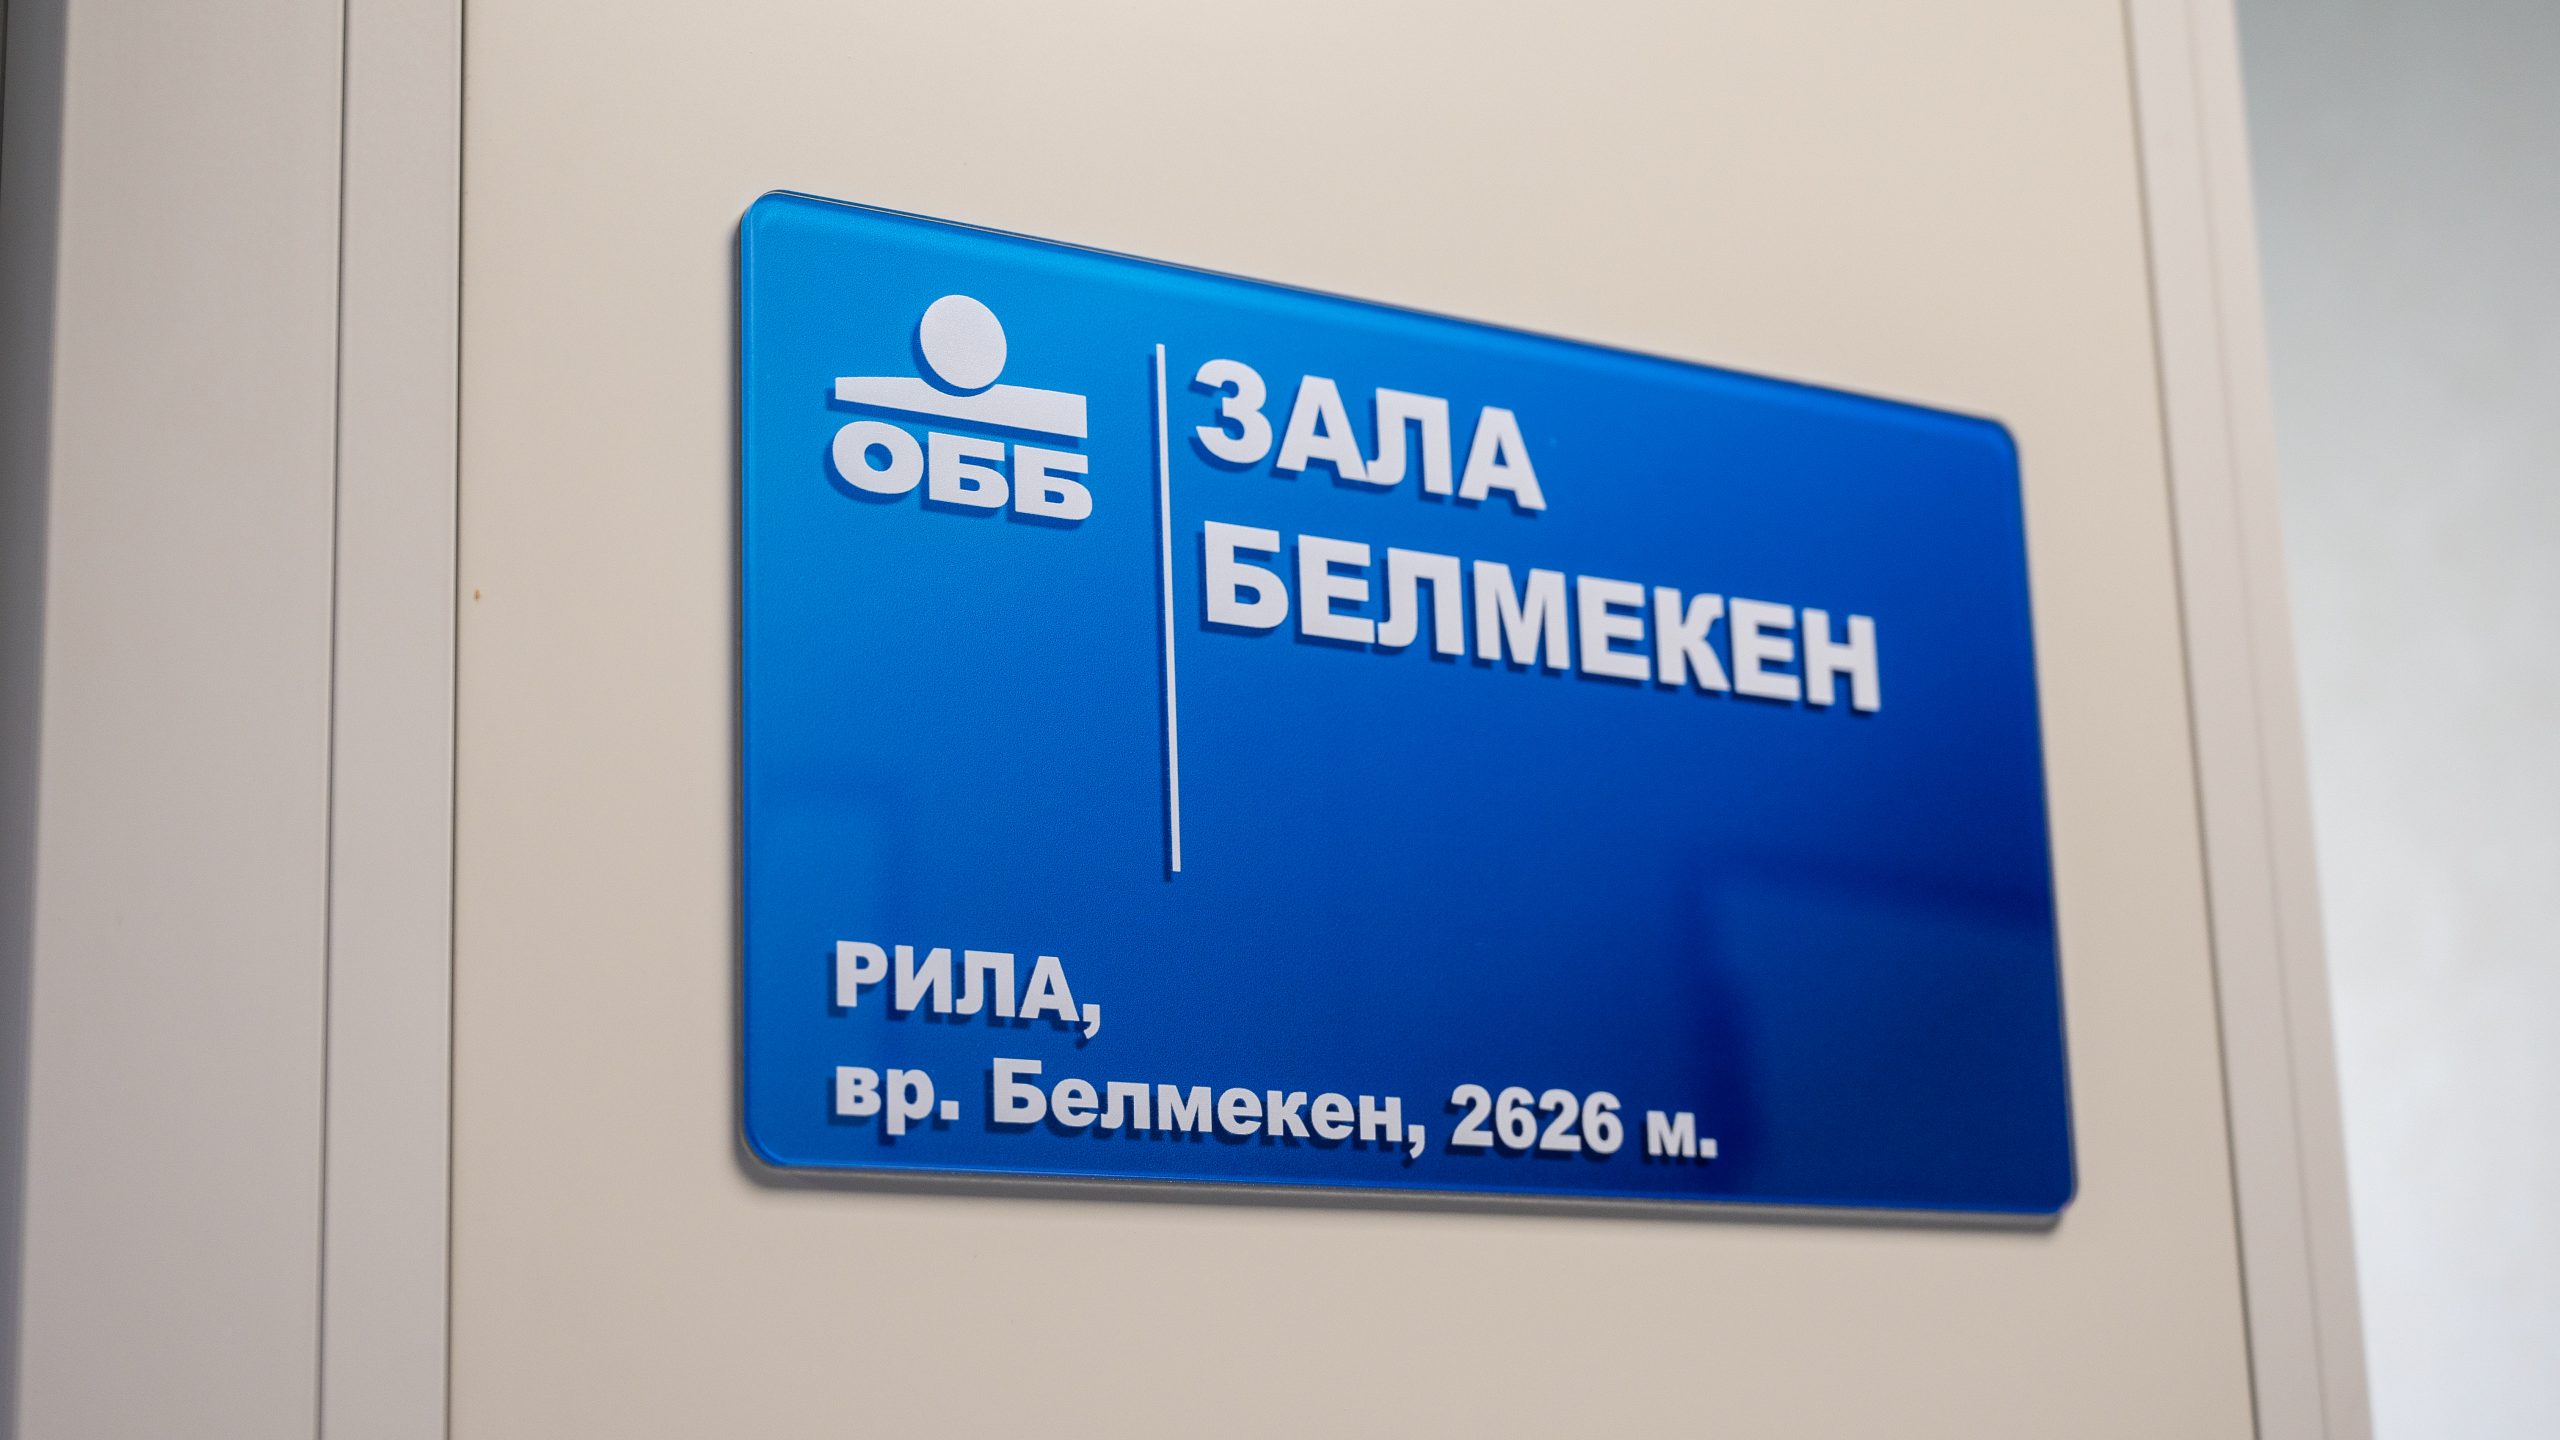 ОББ
ЗАЛА
БЕЛМЕКЕН
РИЛА,
вр. Белмекен, 2626 м.